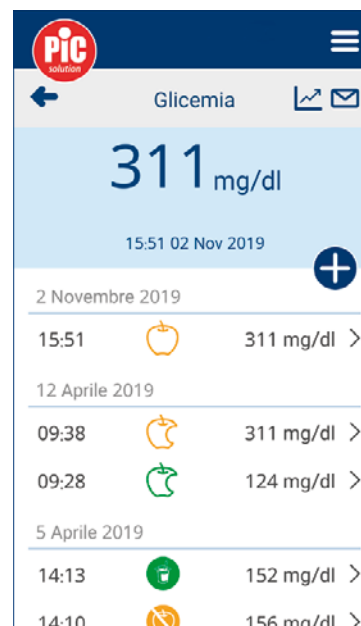 PiC
solution
Glicemia
311 mg/dl
15:51 02 Nov 2019
2 Novembre 2019
15:51 311 mg/dl
12 Aprile 2019
09:38 311 mg/dl
09:28 124 mg/dl
5 Aprile 2019
14:13 152 mg/dl
14:10 156 mg/dl